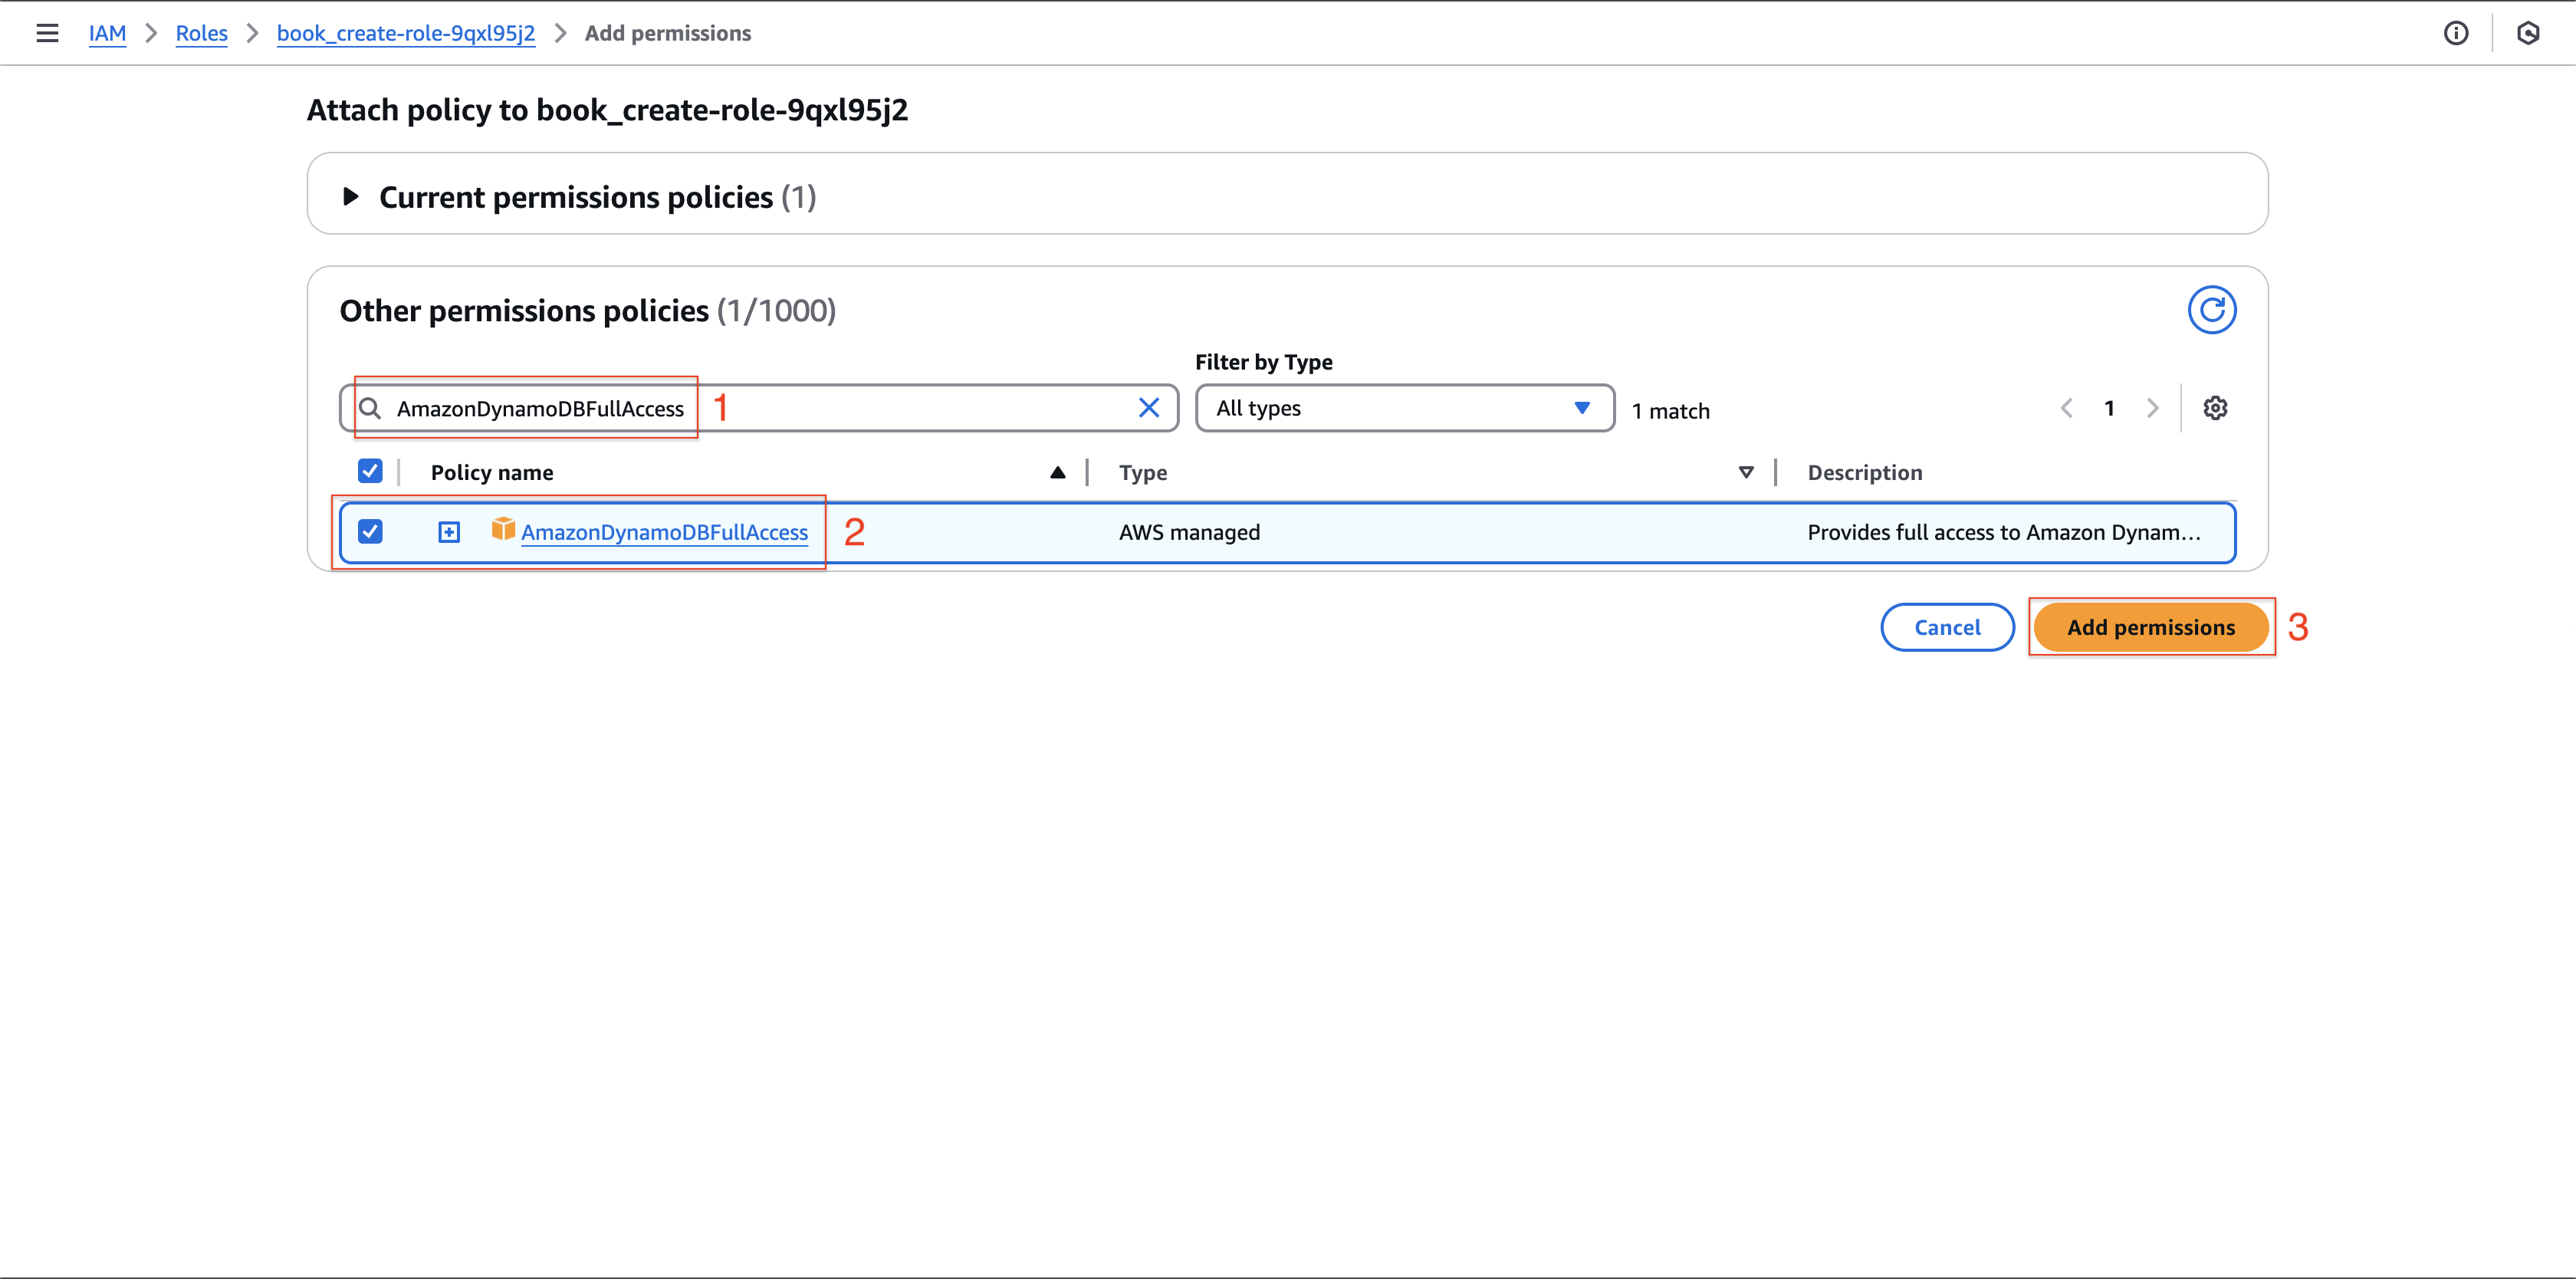 IAM > Roles > book_create-role-9qxl95j2 > Add permissions
Attach policy to book_create-role-9qxl95j2
Current permissions policies (1)
Other permissions policies (1/1000)
Filter by Type
AmazonDynamoDBFullAccess 1 All types 1 match 1
Policy name Type Description
AmazonDynamoDBFullAccess 2 AWS managed Provides full access to Amazon Dynam...
Cancel Add permissions 3